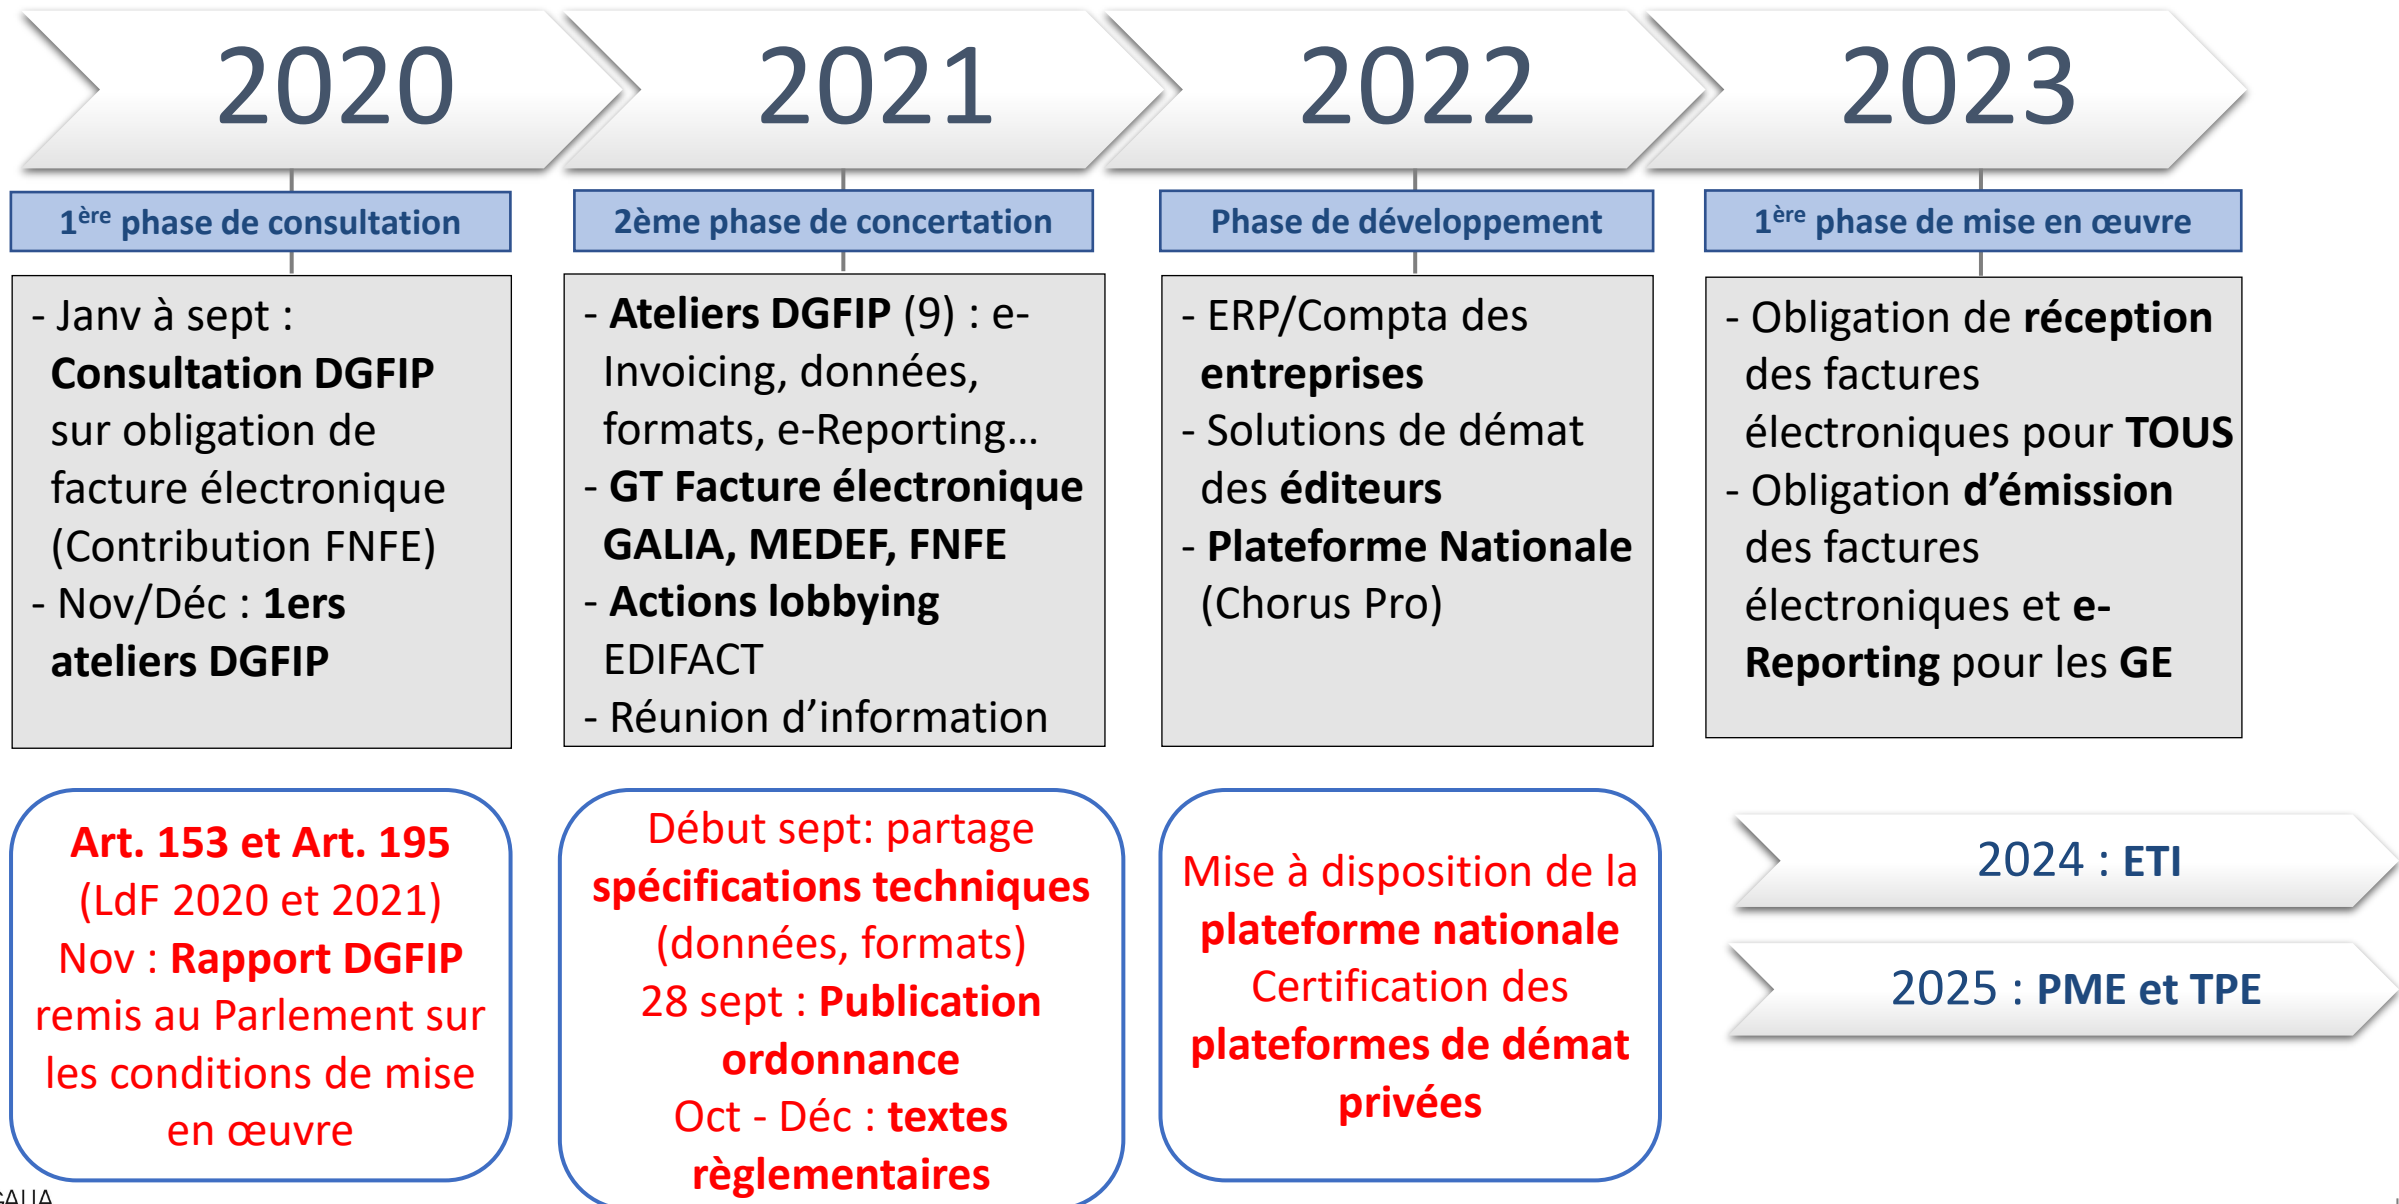 2020
2021
2022
2023
1ère phase de consultation
2ème phase de concertation
Phase de développement
1ère phase de mise en œuvre
- Janv à sept :
Consultation DGFIP
sur obligation de
facture électronique
(Contribution FNFE)
- Nov/Déc : 1ers
ateliers DGFIP
- Ateliers DGFIP (9) : e-
Invoicing, données,
formats, e-Reporting…
- GT Facture électronique
GALIA, MEDEF, FNFE
- Actions lobbying
EDIFACT
- Réunion d’information
- ERP/Compta des
entreprises
- Solutions de démat
des éditeurs
- Plateforme Nationale
(Chorus Pro)
- Obligation de réception
des factures
électroniques pour TOUS
- Obligation d’émission
des factures
électroniques et e-
Reporting pour les GE
Art. 153 et Art. 195
(LdF 2020 et 2021)
Nov : Rapport DGFIP
remis au Parlement sur
les conditions de mise
en œuvre
Début sept: partage
spécifications techniques
(données, formats)
28 sept : Publication
ordonnance
Oct - Déc : textes
règlementaires
Mise à disposition de la
plateforme nationale
Certification des
plateformes de démat
privées
2024 : ETI
2025 : PME et TPE
GALIA